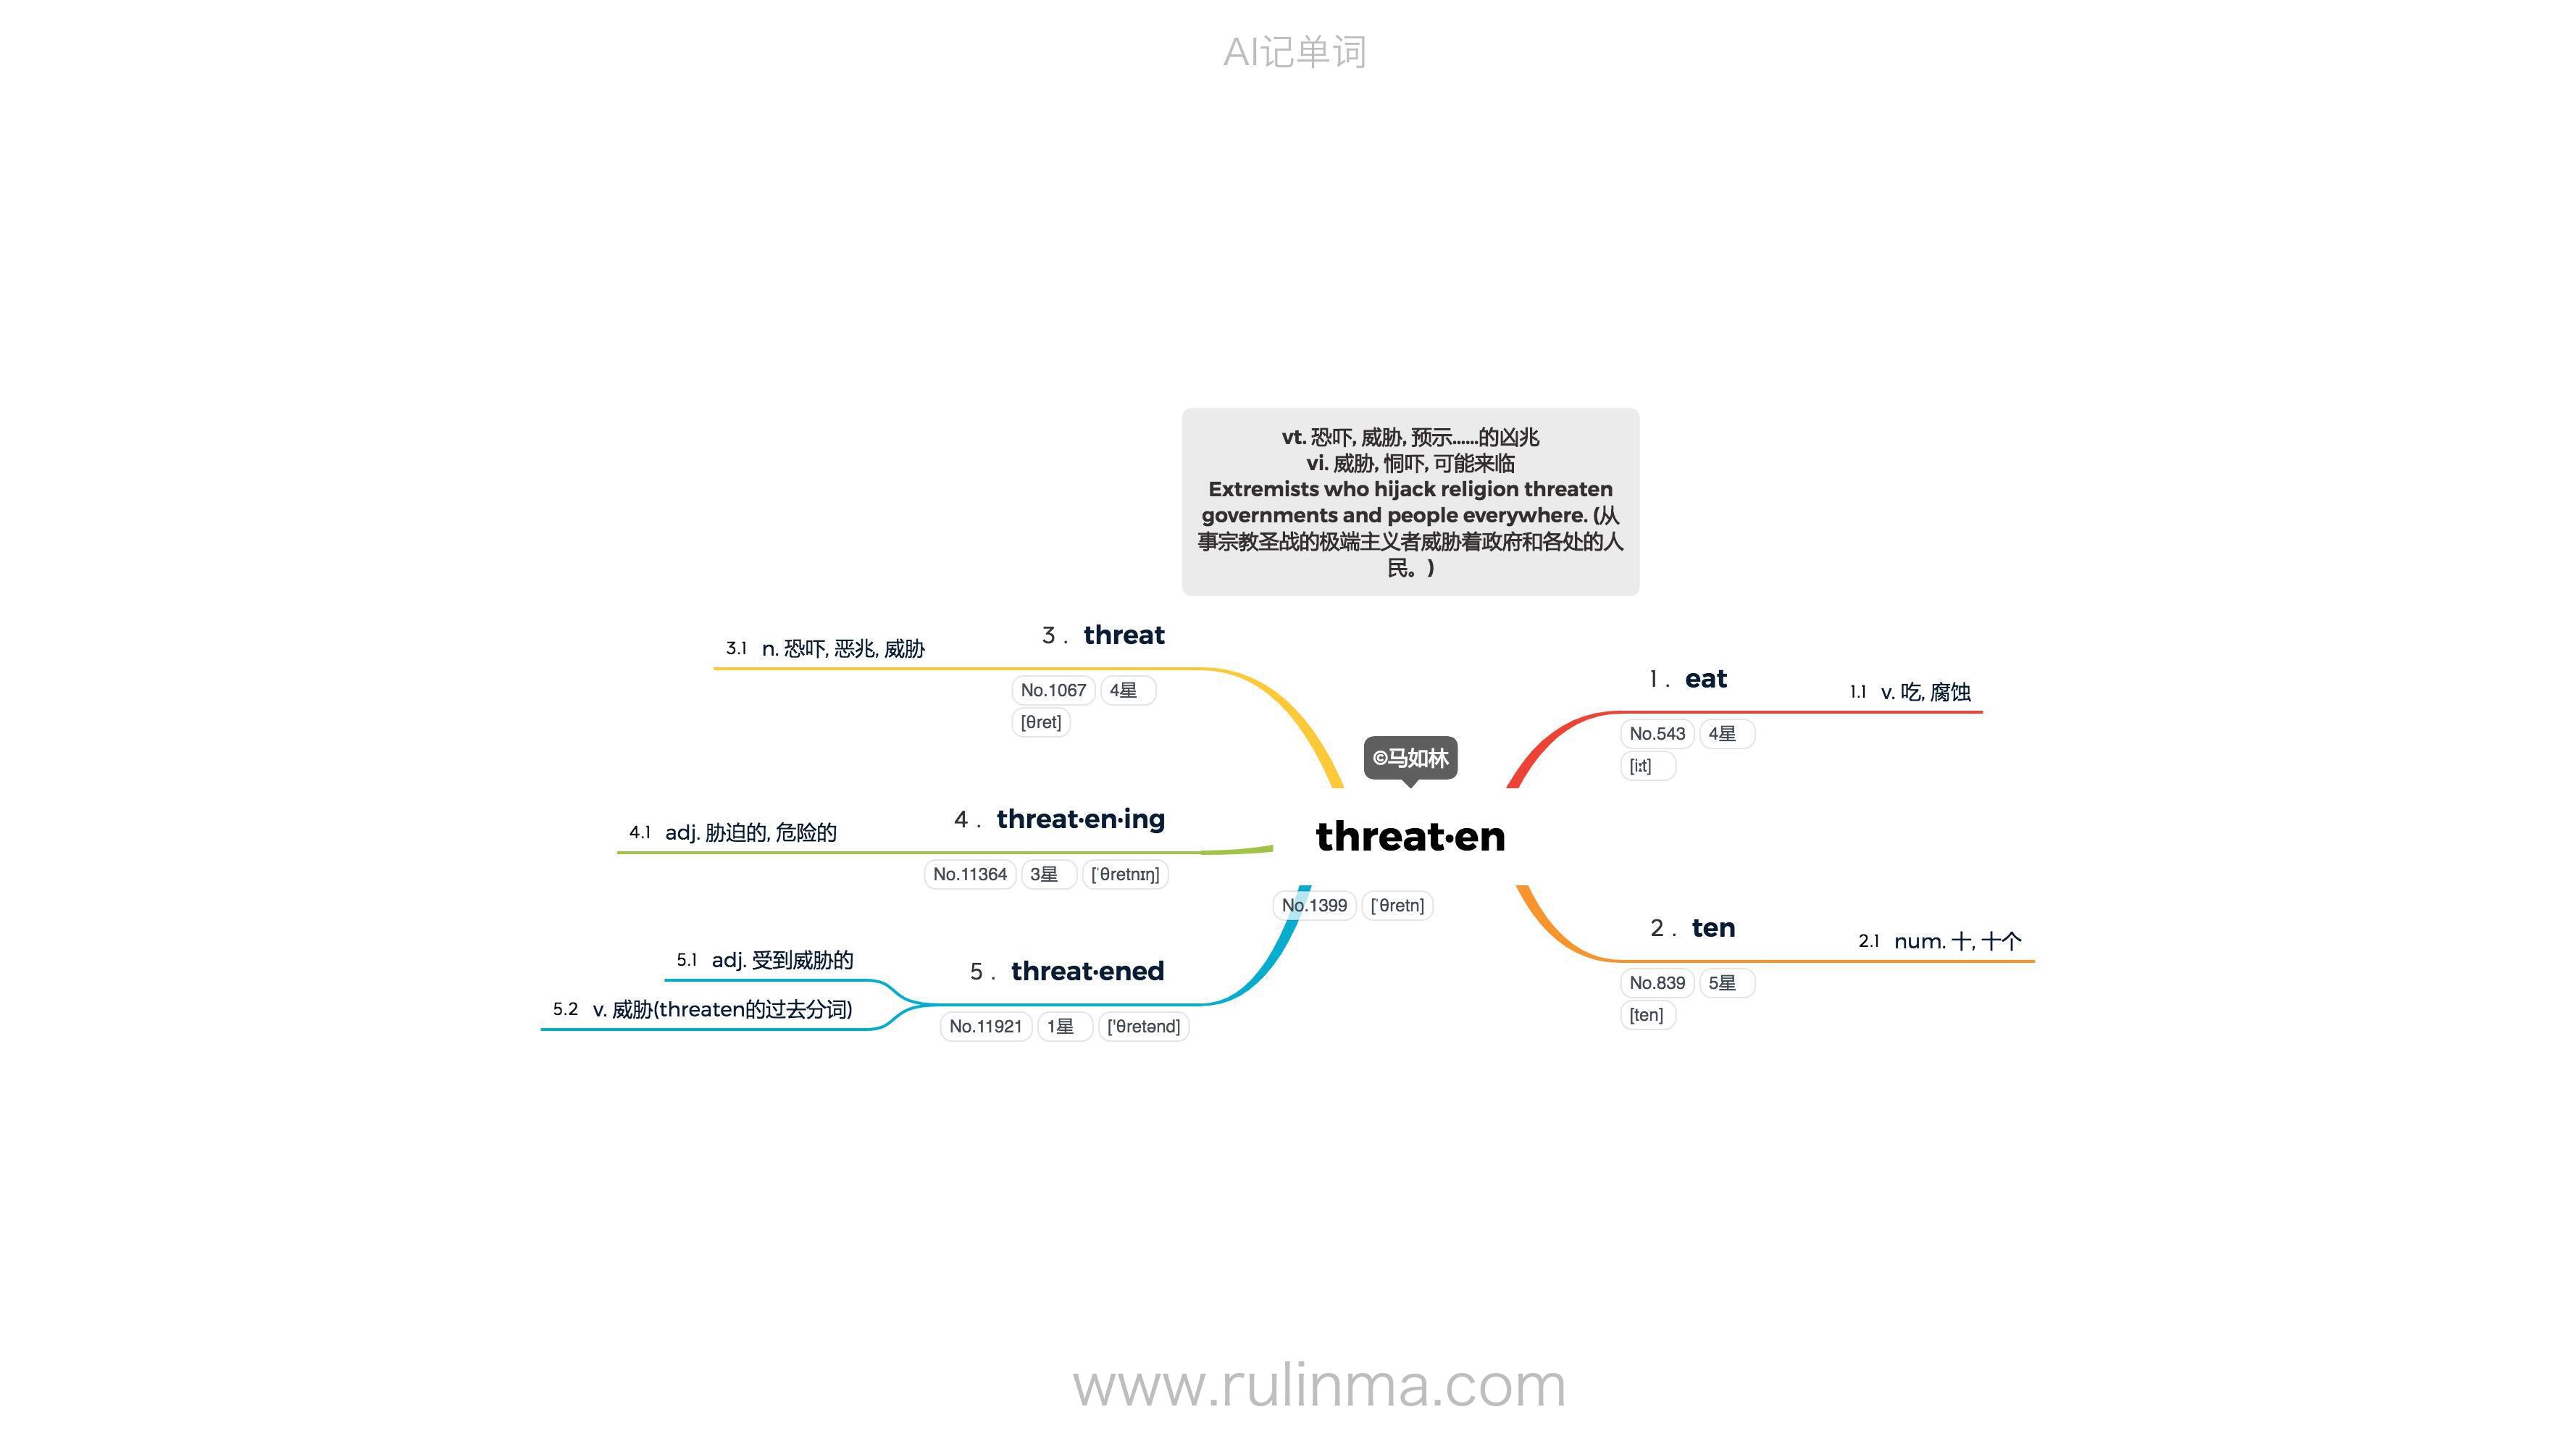 AI记单词
vt. 恐吓, 威胁, 预示......的凶兆
vi. 威胁, 恫吓, 可能来临
Extremists who hijack religion threaten
governments and people everywhere. (从
事宗教圣战的极端主义者威胁着政府和各处的人
民。)
3 . threat
3.1 n. 恐吓, 恶兆, 威胁
No.1067 4星
[θret]
4 . threat·en·ing
4.1 adj. 胁迫的, 危险的
No.11364 3星 [ˈθretnɪŋ]
5 . threat·ened
5.1 adj. 受到威胁的
5.2 v. 威胁(threaten的过去分词)
No.11921 1星 ['θretənd]
©马如林
threat·en
No.1399 [ˈθretn]
1 . eat
1.1 v. 吃, 腐蚀
No.543 4星
[iːt]
2 . ten
2.1 num. 十, 十个
No.839 5星
[ten]
www.rulinma.com